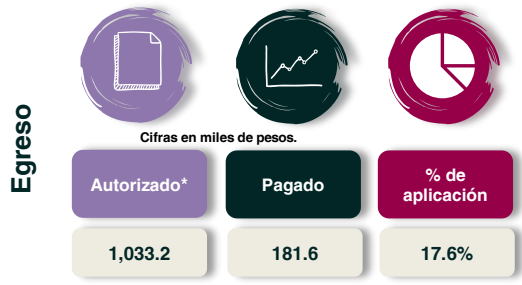 Egreso
Cifras en miles de pesos.
Autorizado*
Pagado
% de
aplicación
1,033.2
181.6
17.6%